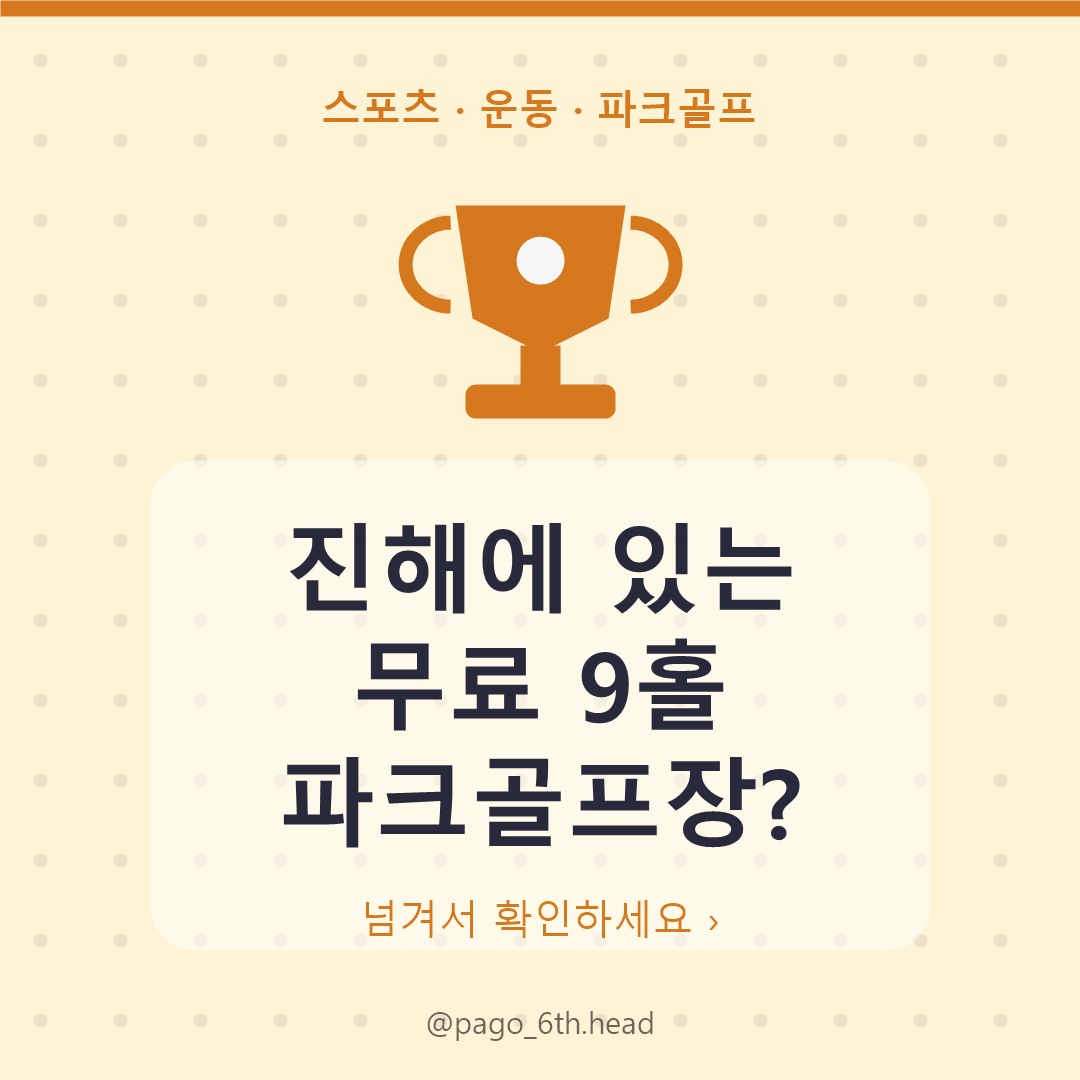 스포츠 · 운동 · 파크골프
진해에 있는
무료 9홀
파크골프장?
넘겨서 확인하세요 ›
@pago_6th.head